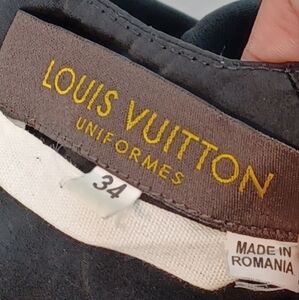 LOUIS VUITTON
UNIFORMES
34
MADE IN
ROMANIA